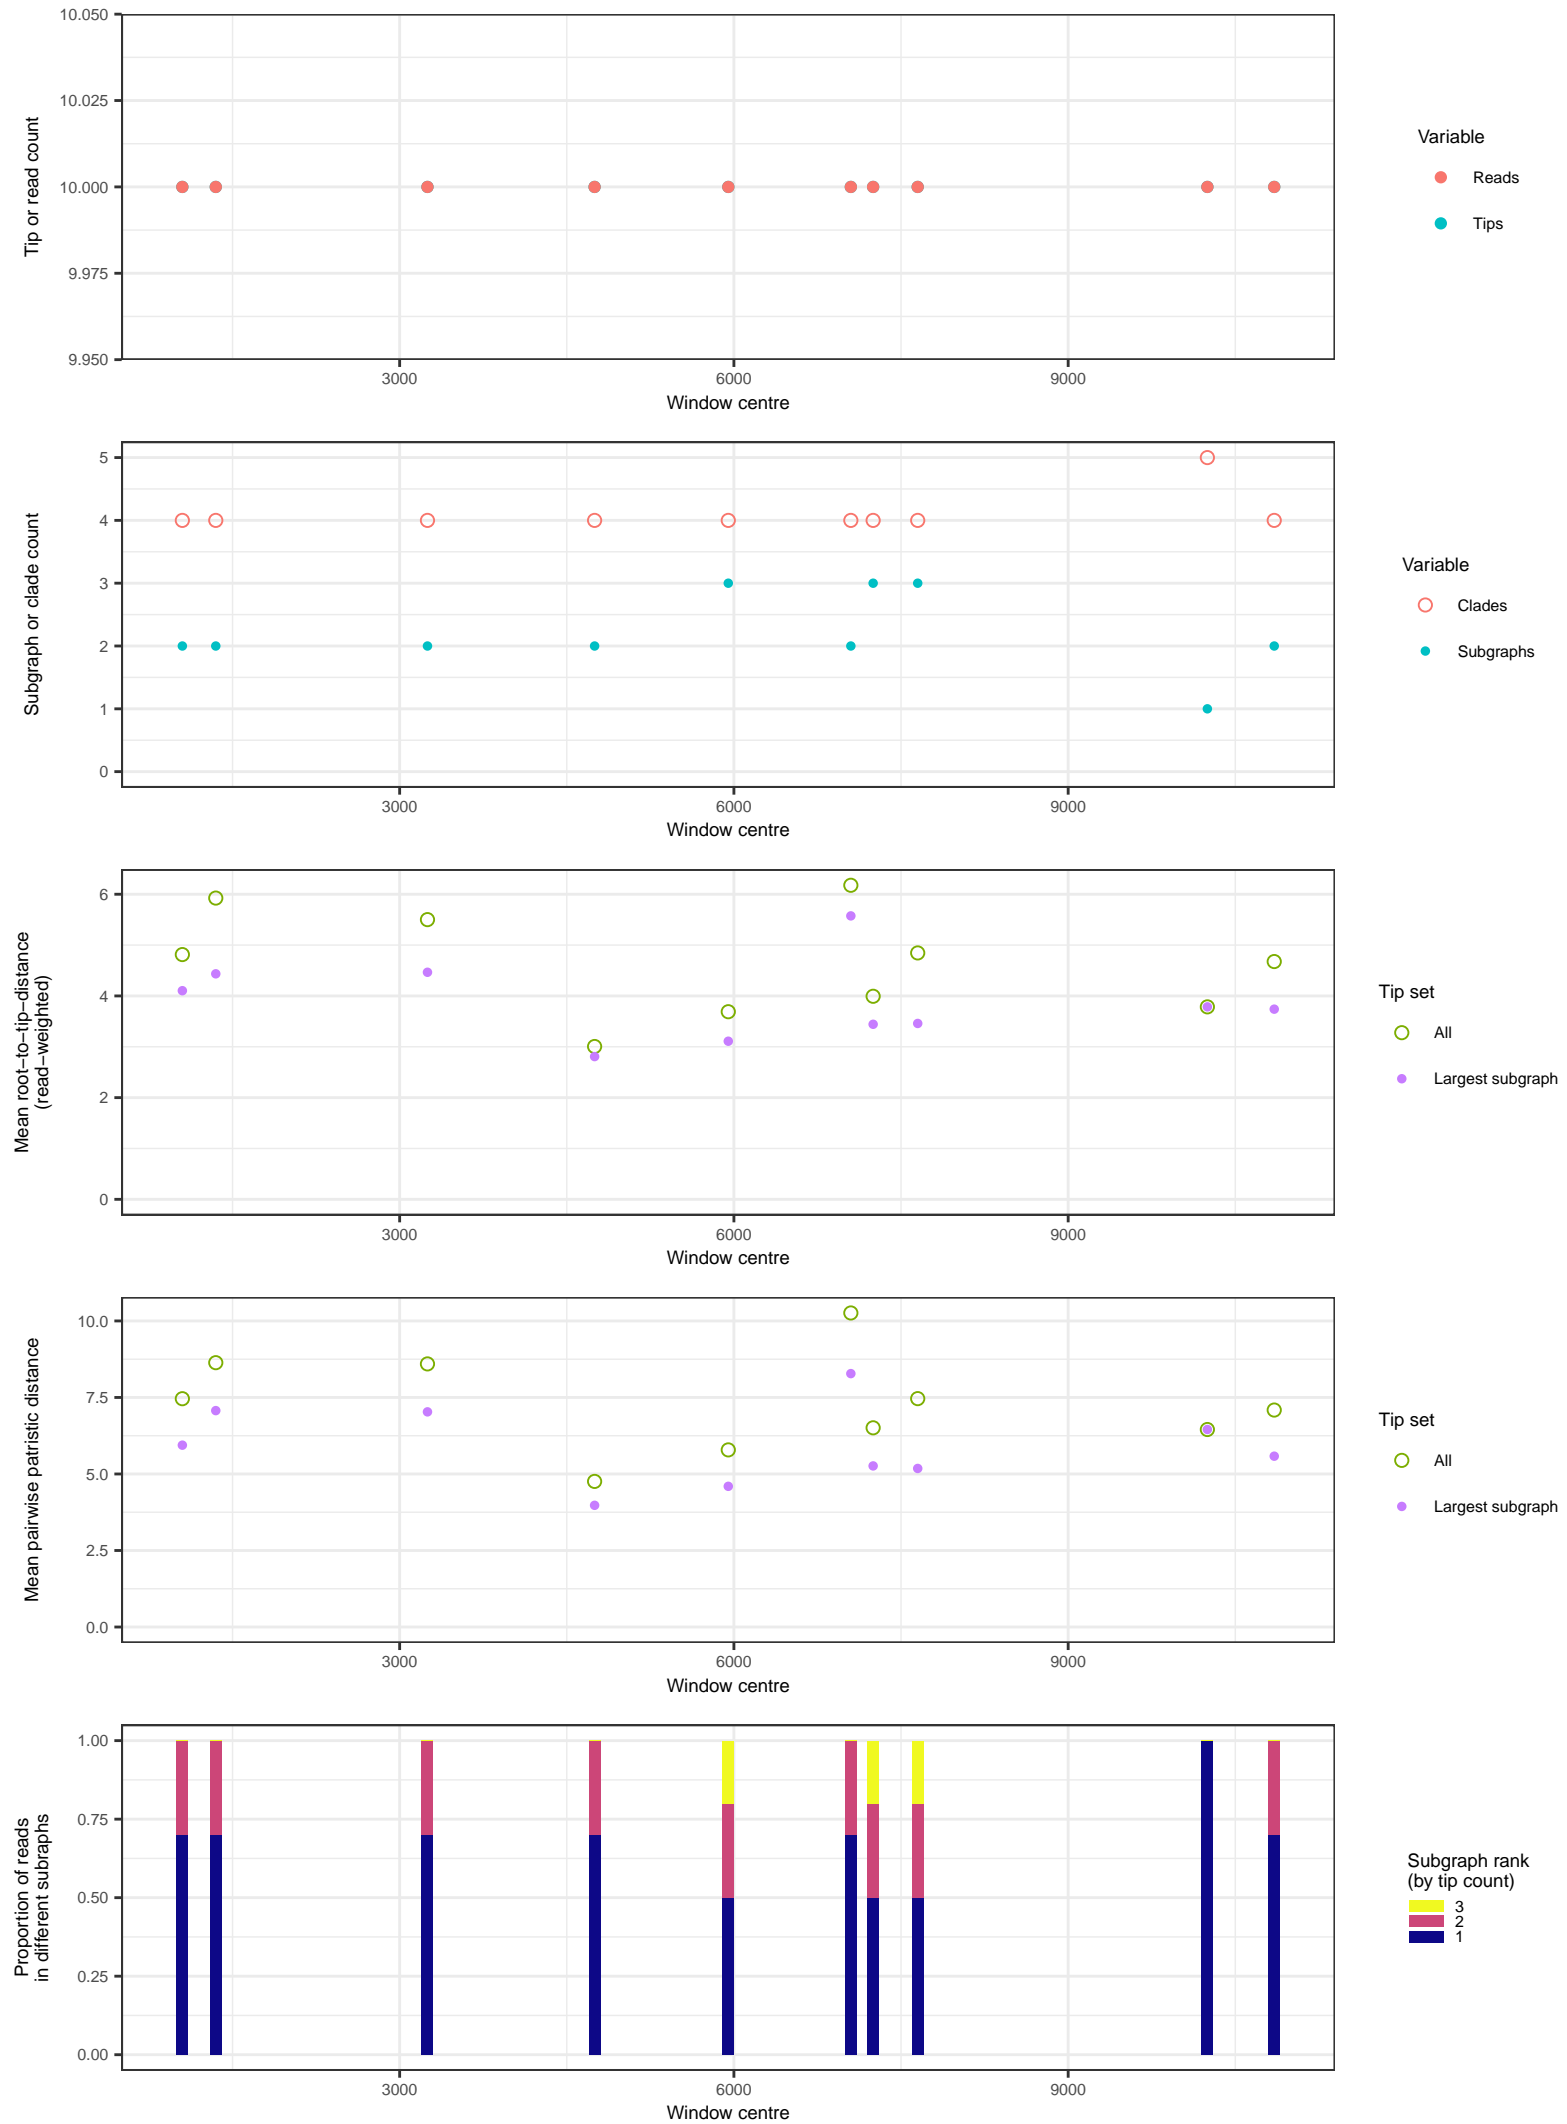 10.050
10.025
10.000
9.975
9.950
Tip or read count
3000 6000 9000
Window centre
Variable
Reads
Tips
5
4
3
2
1
0
Subgraph or clade count
3000 6000 9000
Window centre
Variable
Clades
Subgraphs
6
4
2
0
Mean root−to−tip−distance
(read−weighted)
3000 6000 9000
Window centre
Tip set
All
Largest subgraph
10.0
7.5
5.0
2.5
0.0
Mean pairwise patristic distance
3000 6000 9000
Window centre
Tip set
All
Largest subgraph
1.00
0.75
0.50
0.25
0.00
Proportion of reads
in different subraphs
3000 6000 9000
Window centre
Subgraph rank
(by tip count)
3
2
1